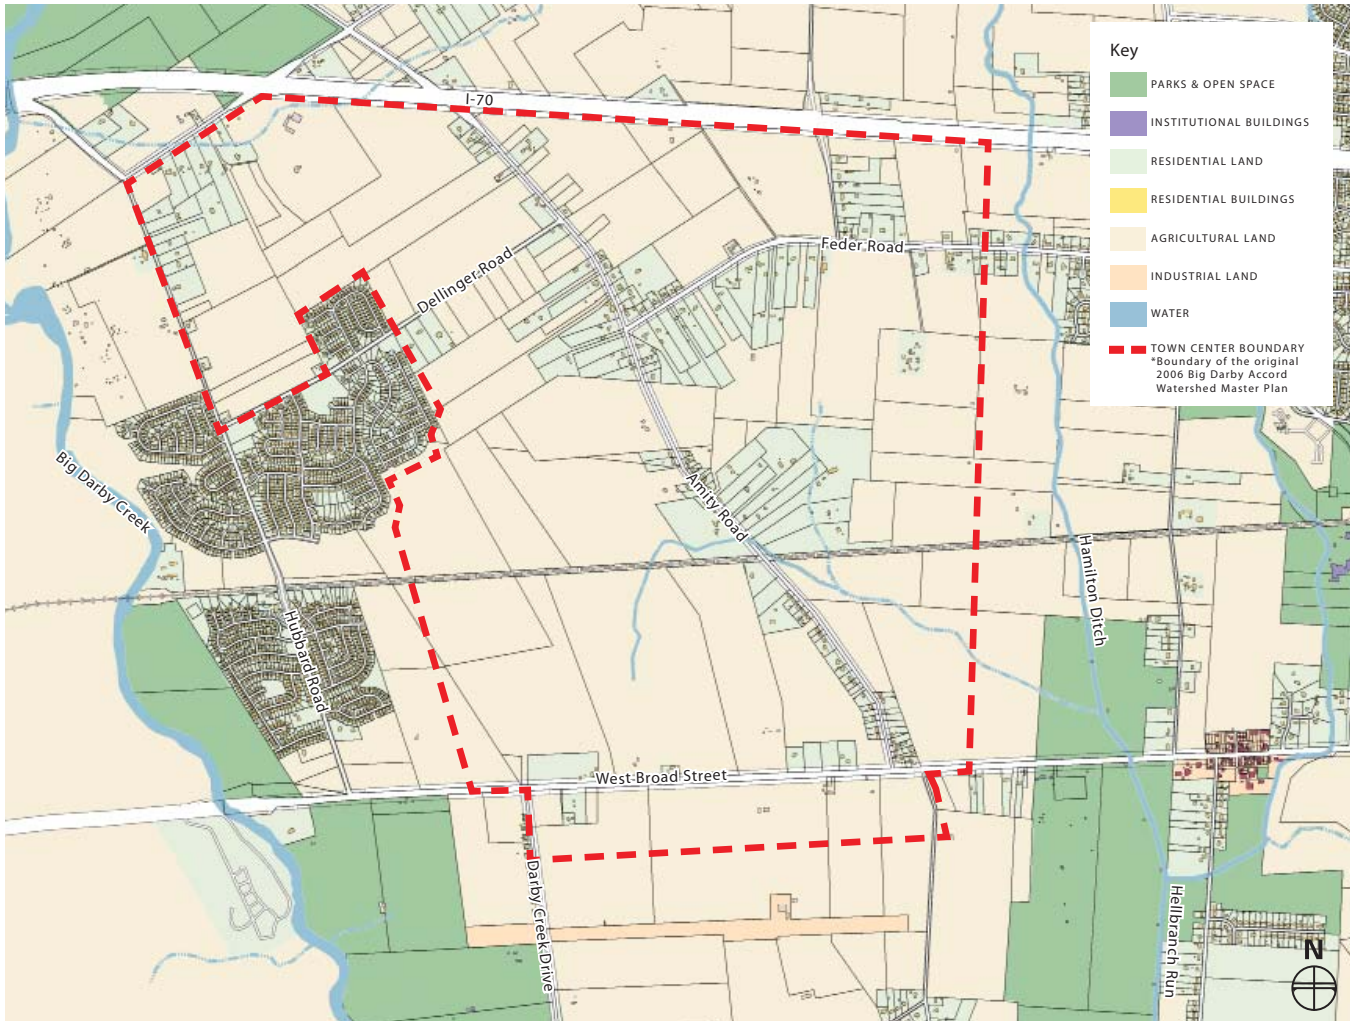 Key
PARKS & OPEN SPACE
INSTITUTIONAL BUILDINGS
RESIDENTIAL LAND
RESIDENTIAL BUILDINGS
AGRICULTURAL LAND
INDUSTRIAL LAND
WATER
TOWN CENTER BOUNDARY
*Boundary of the original
2006 Big Darby Accord
Watershed Master Plan
I-70
Feder Road
Dellinger Road
Big Darby Creek
Amity Road
Hamilton Ditch
Hubbard Road
West Broad Street
Darby Creek Drive
Hellbranch Run
N